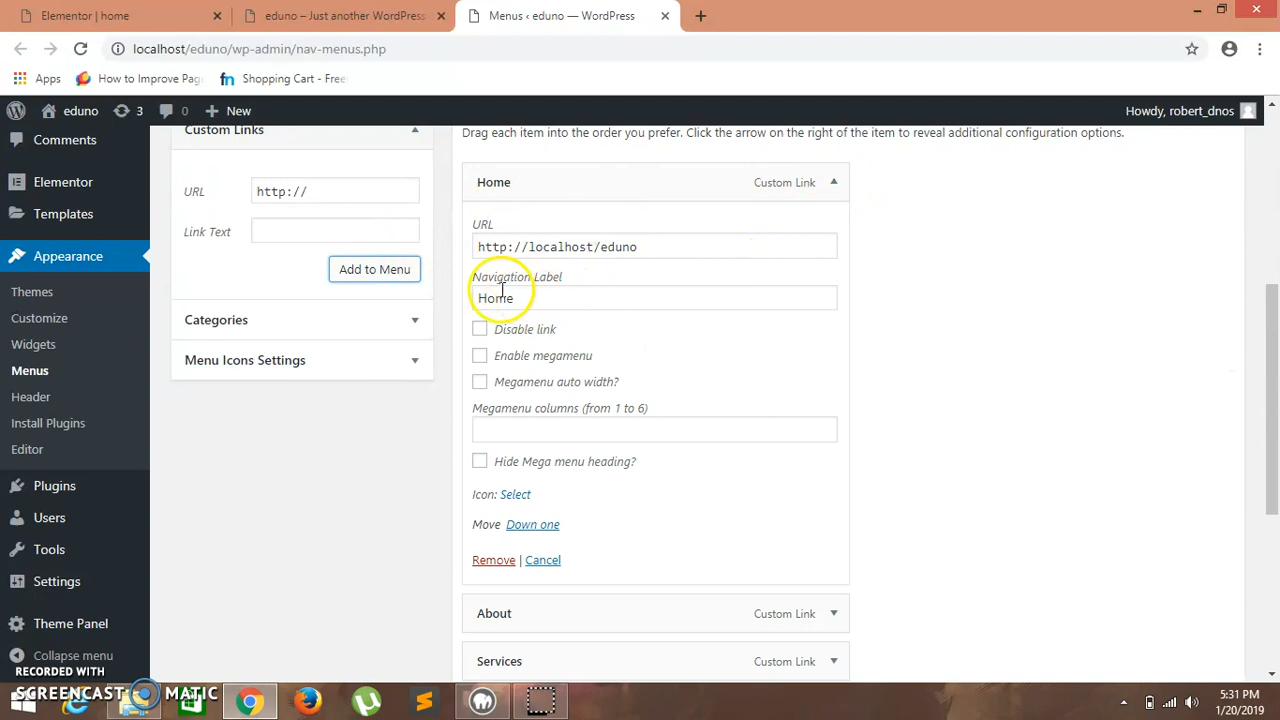 Elementor | home
eduno – Just another WordPress
Menus ‹ eduno — WordPress
localhost/eduno/wp-admin/nav-menus.php
Apps
How to Improve Pag
Shopping Cart - Free
eduno
3
0
New
Howdy, robert_dnos
Comments
Elementor
Templates
Appearance
Themes
Customize
Widgets
Menus
Header
Install Plugins
Editor
Plugins
Users
Tools
Settings
Theme Panel
Collapse menu
Custom Links
URL
http://
Link Text
Add to Menu
Categories
Menu Icons Settings
Drag each item into the order you prefer. Click the arrow on the right of the item to reveal additional configuration options.
Home
Custom Link
URL
http://localhost/eduno
Navigation Label
Home
Disable link
Enable megamenu
Megamenu auto width?
Megamenu columns (from 1 to 6)
Hide Mega menu heading?
Icon: Select
Move Down one
Remove | Cancel
About
Custom Link
Services
Custom Link
RECORDED WITH
SCREENCAST MATIC
5:31 PM
1/20/2019